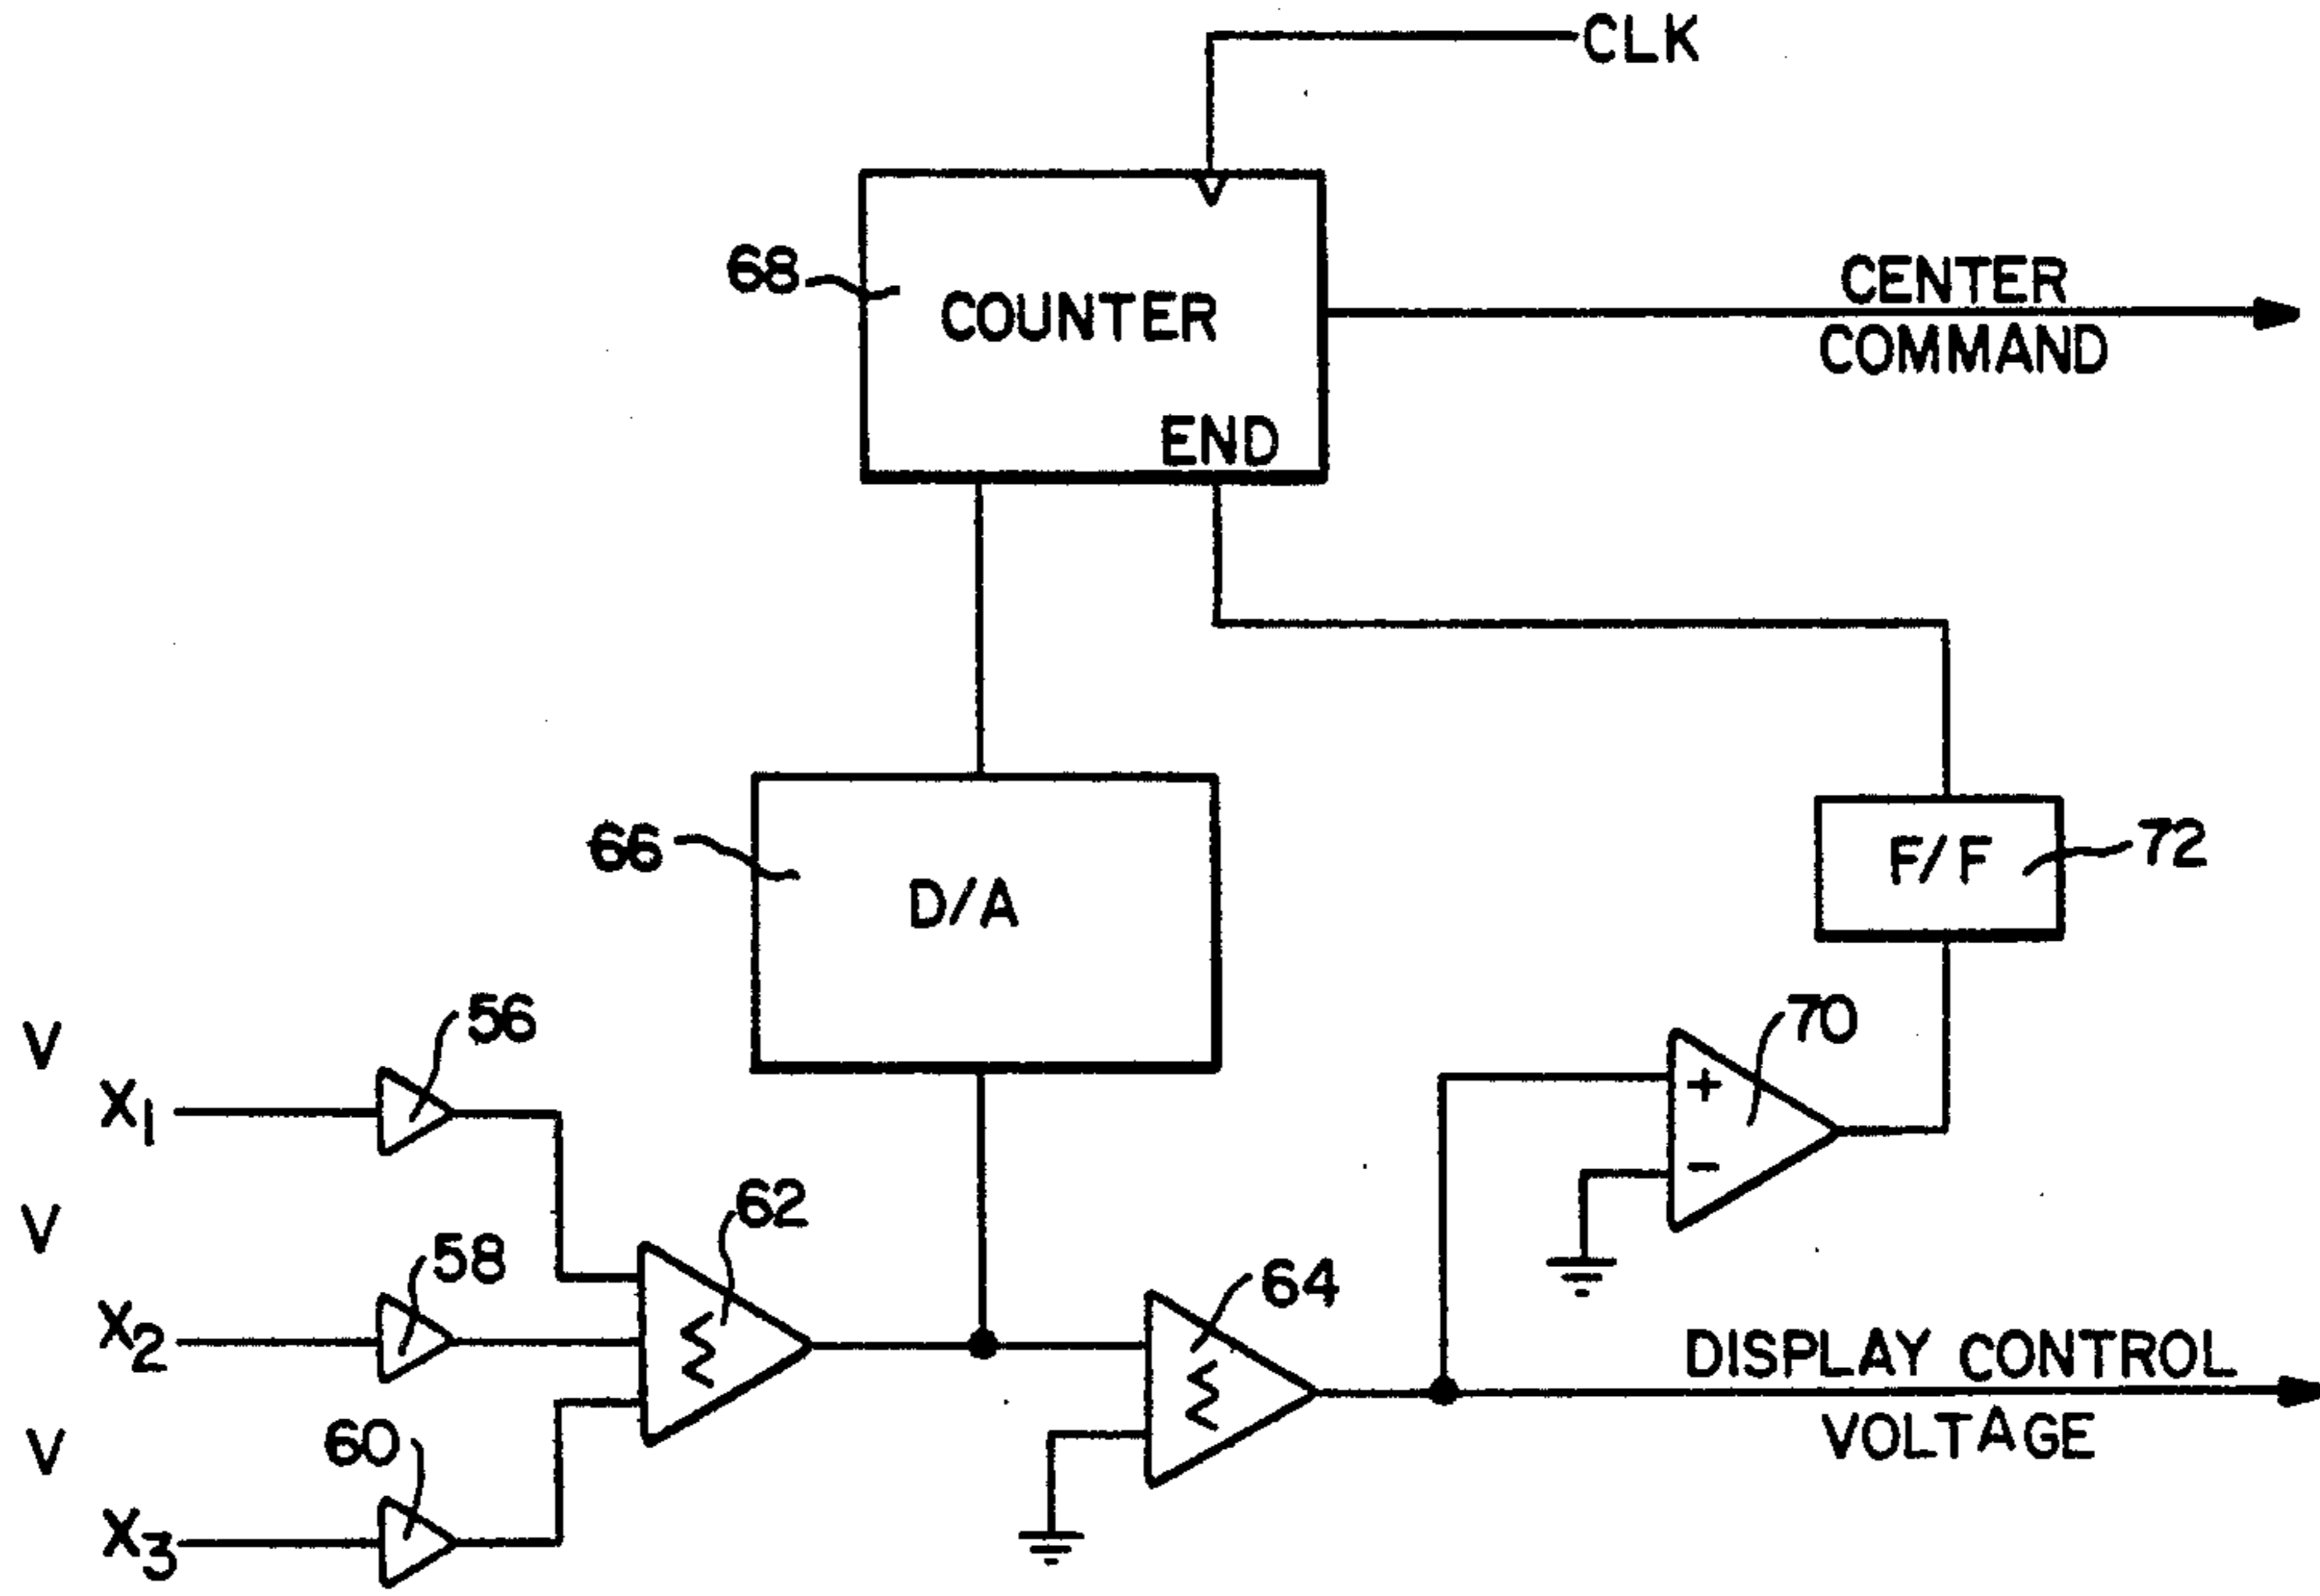 CLK
68
COUNTER
CENTER
COMMAND
END
66
D/A
F/F
72
V
X1
56
70
+
-
V
X2
58
62
Σ
64
Σ
DISPLAY CONTROL
VOLTAGE
V
X3
60